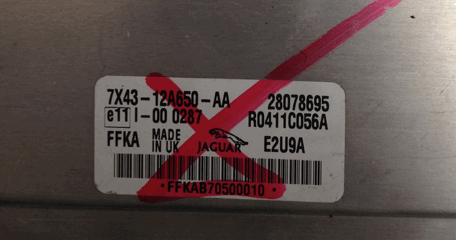 7X43-12A650-AA 28078695
e11 I-00 0287 R0411C056A
FFKA MADE IN UK JAGUAR E2U9A
·FFKAB70500010·